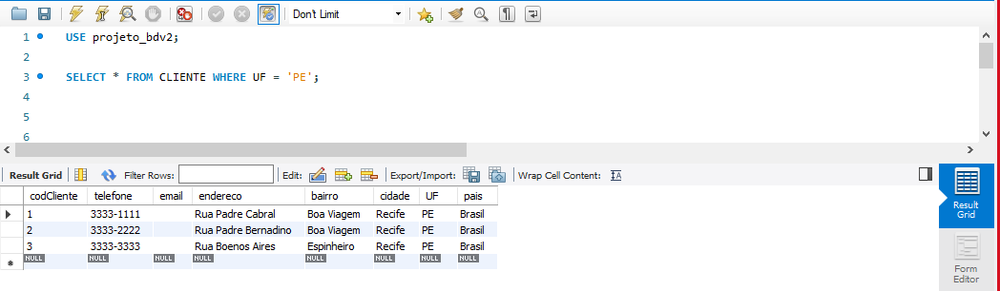 Don't Limit
1 USE projeto_bdv2;
2
3 SELECT * FROM CLIENTE WHERE UF = 'PE';
4
5
6
Result Grid Filter Rows: Edit: Export/Import: Wrap Cell Content: IA
codCliente telefone email endereco bairro cidade UF pais
1 3333-1111 Rua Padre Cabral Boa Viagem Recife PE Brasil
2 3333-2222 Rua Padre Bernadino Boa Viagem Recife PE Brasil
3 3333-3333 Rua Boenos Aires Espinheiro Recife PE Brasil
NULL NULL NULL NULL NULL NULL NULL NULL
Result
Grid
Form
Editor